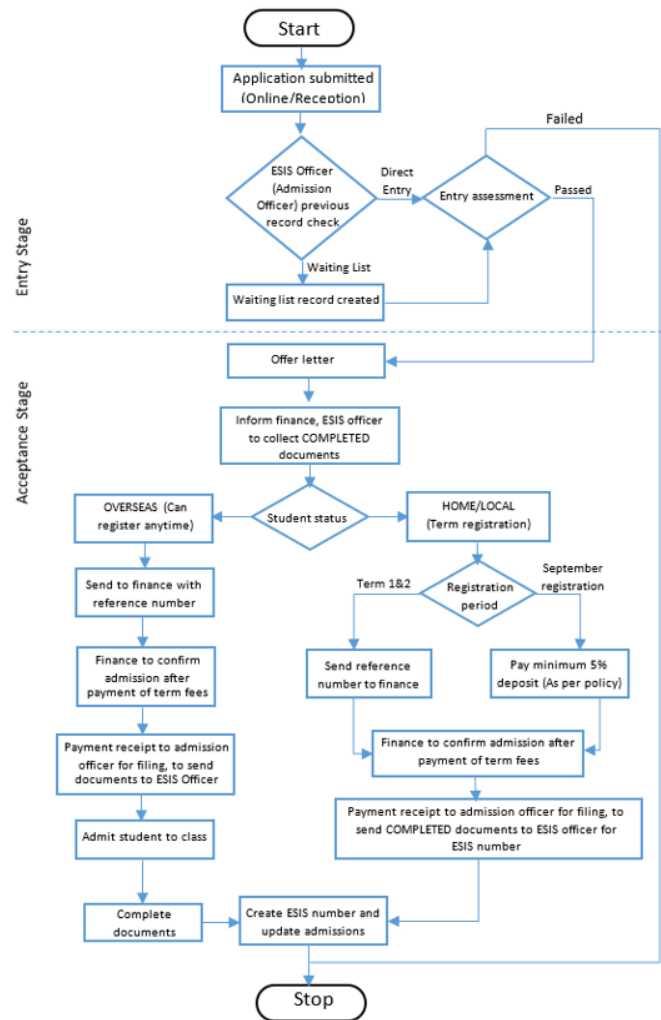 Start
Application submitted
(Online/Reception)
Failed
ESIS Officer
(Admission
Officer) previous
record check
Direct
Entry
Entry assessment
Passed
Entry Stage
Waiting List
Waiting list record created
Offer letter
Acceptance Stage
Inform finance, ESIS officer
to collect COMPLETED
documents
OVERSEAS (Can
register anytime)
Student status
HOME/LOCAL
(Term registration)
Send to finance with
reference number
Term 1&2
Registration
period
September
registration
Finance to confirm
admission after
payment of term fees
Send reference
number to finance
Pay minimum 5%
deposit (As per policy)
Payment receipt to admission
officer for filing, to send
documents to ESIS Officer
Finance to confirm admission after
payment of term fees
Admit student to class
Payment receipt to admission officer for filing, to
send COMPLETED documents to ESIS officer for
ESIS number
Complete
documents
Create ESIS number and
update admissions
Stop